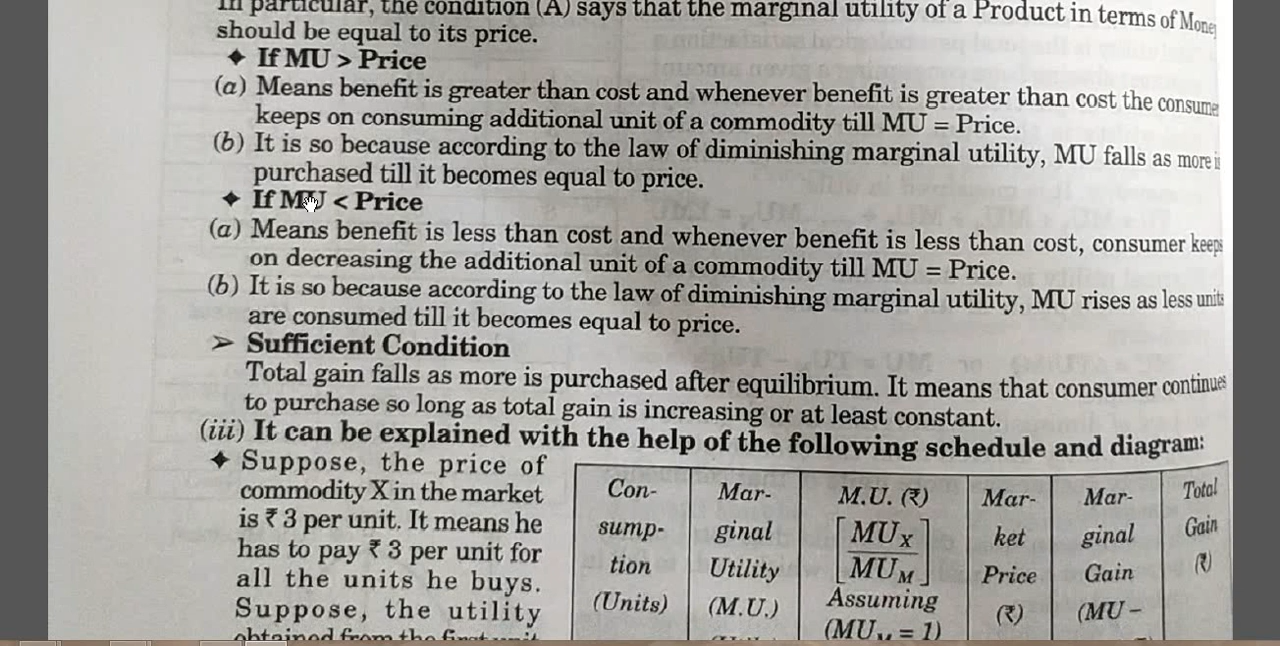 In particular, the condition (A) says that the marginal utility of a Product in terms of Money
should be equal to its price.
✦ If MU > Price
(a) Means benefit is greater than cost and whenever benefit is greater than cost the consume
keeps on consuming additional unit of a commodity till MU = Price.
(b) It is so because according to the law of diminishing marginal utility, MU falls as more i
purchased till it becomes equal to price.
✦ If MU < Price
(a) Means benefit is less than cost and whenever benefit is less than cost, consumer keeps
on decreasing the additional unit of a commodity till MU = Price.
(b) It is so because according to the law of diminishing marginal utility, MU rises as less units
are consumed till it becomes equal to price.
➢ Sufficient Condition
Total gain falls as more is purchased after equilibrium. It means that consumer continues
to purchase so long as total gain is increasing or at least constant.
(iii) It can be explained with the help of the following schedule and diagram:
✦ Suppose, the price of
commodity X in the market
is ₹ 3 per unit. It means he
has to pay ₹ 3 per unit for
all the units he buys.
Suppose, the utility
obtained from the first unit
Con-
sump-
tion
(Units)
Mar-
ginal
Utility
(M.U.)
M.U. (₹)
[MUX
MUM]
Assuming
(MUM = 1)
Mar-
ket
Price
(₹)
Mar-
ginal
Gain
(MU –
Total
Gain
(₹)